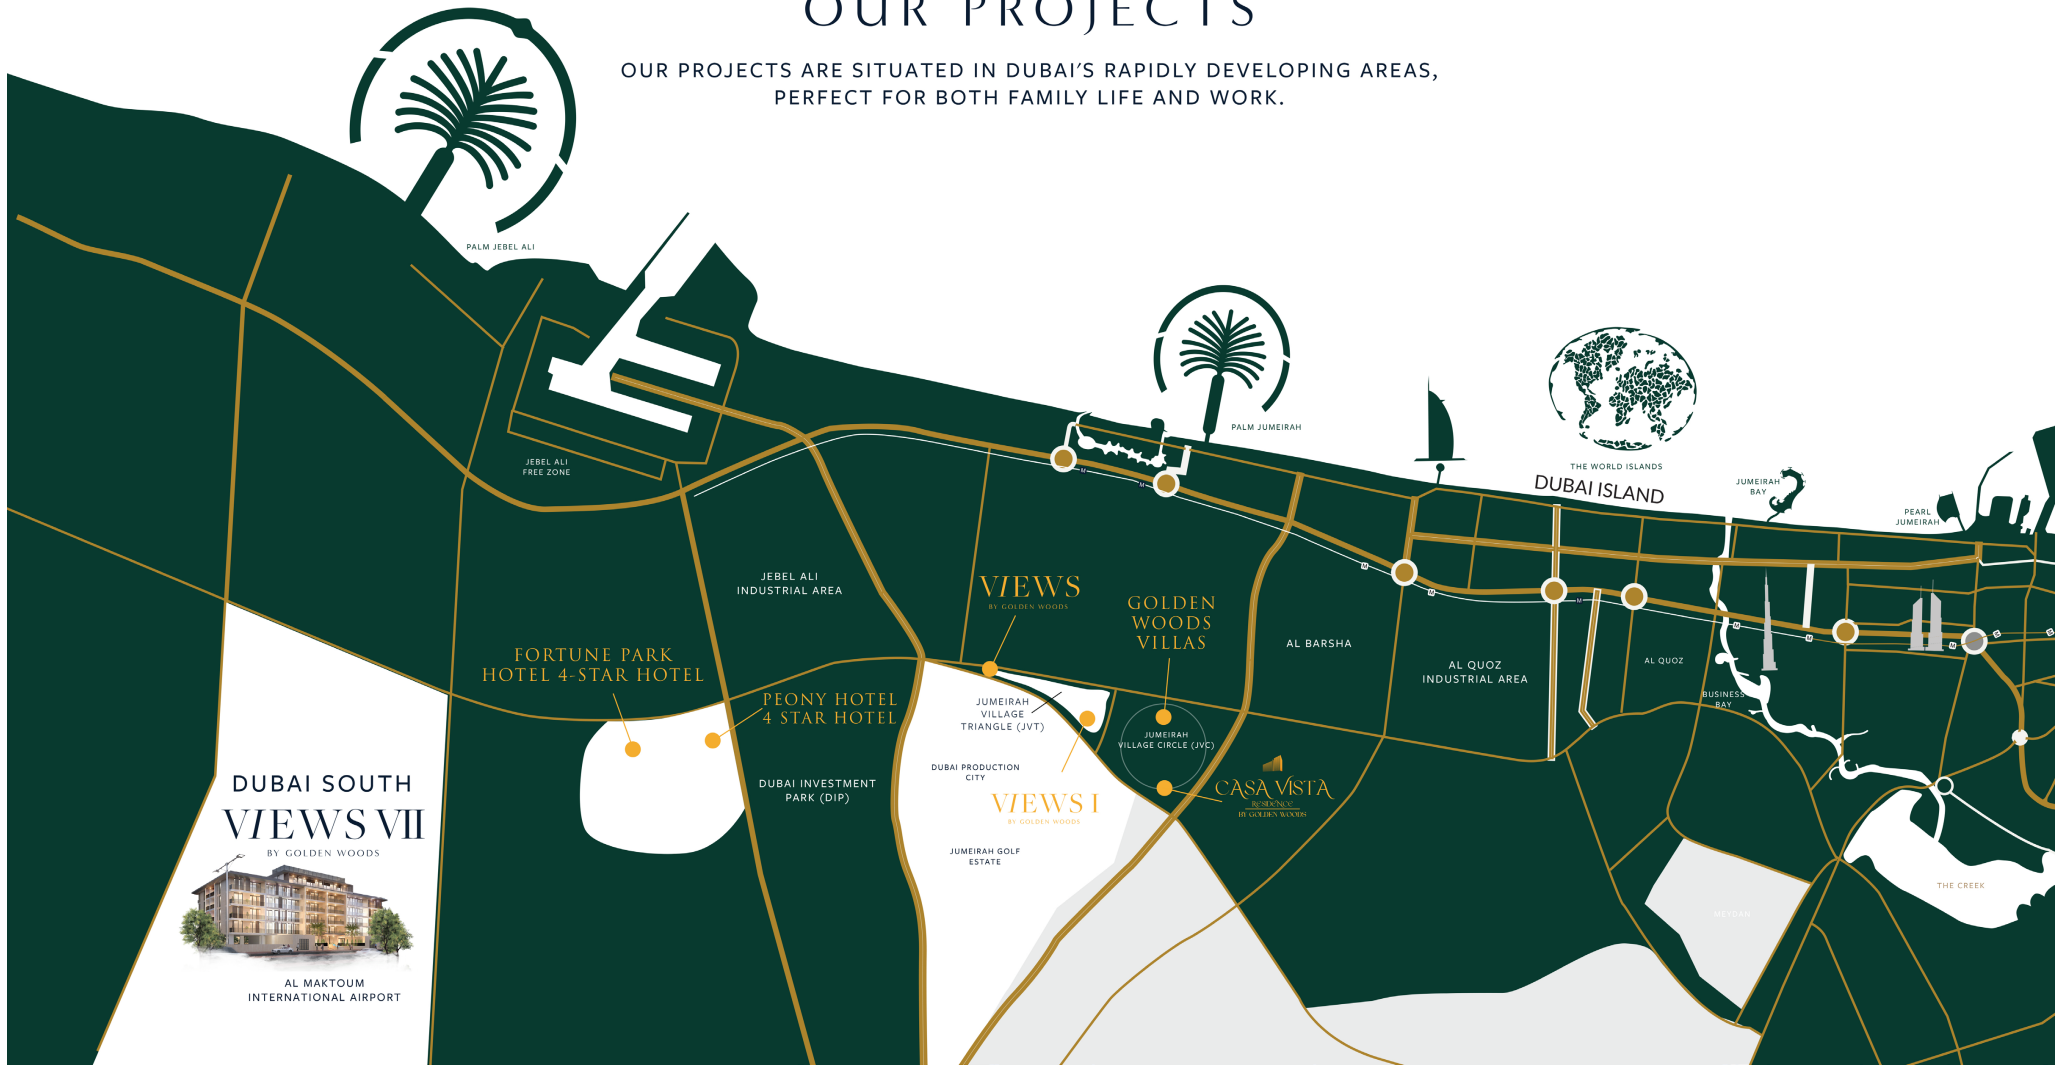 OUR PROJECTS
OUR PROJECTS ARE SITUATED IN DUBAI'S RAPIDLY DEVELOPING AREAS,
PERFECT FOR BOTH FAMILY LIFE AND WORK.
PALM JEBEL ALI
PALM JUMEIRAH
THE WORLD ISLANDS
DUBAI ISLAND
JUMEIRAH
BAY
PEARL
JUMEIRAH
JEBEL ALI
FREE ZONE
M
M
M
M
M
M
M
M
M
M
JEBEL ALI
INDUSTRIAL AREA
VIEWS
BY GOLDEN WOODS
GOLDEN
WOODS
VILLAS
AL BARSHA
AL QUOZ
INDUSTRIAL AREA
AL QUOZ
BUSINESS
BAY
FORTUNE PARK
HOTEL 4-STAR HOTEL
PEONY HOTEL
4 STAR HOTEL
JUMEIRAH
VILLAGE
TRIANGLE (JVT)
JUMEIRAH
VILLAGE CIRCLE (JVC)
DUBAI PRODUCTION
CITY
DUBAI INVESTMENT
PARK (DIP)
VIEWS I
BY GOLDEN WOODS
CASA VISTA
RESIDENCE
BY GOLDEN WOODS
JUMEIRAH GOLF
ESTATE
DUBAI SOUTH
VIEWS VII
BY GOLDEN WOODS
AL MAKTOUM
INTERNATIONAL AIRPORT
THE CREEK
MEYDAN